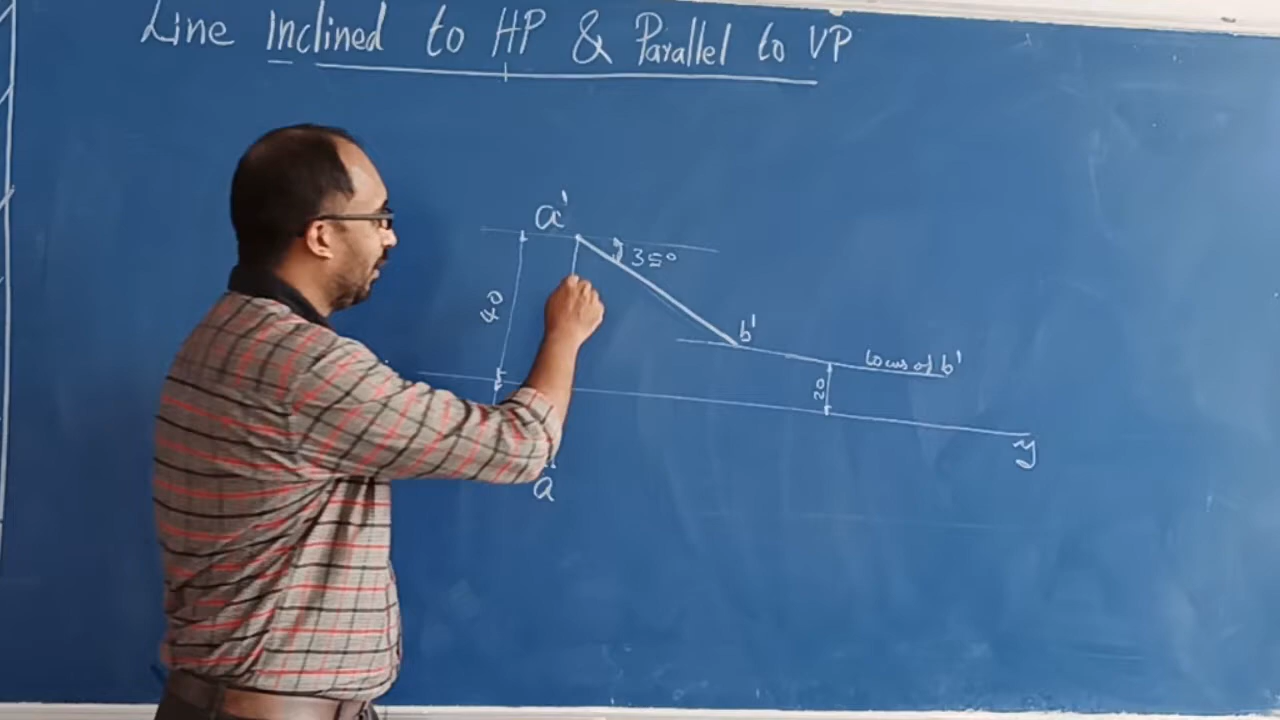 Line Inclined to HP & Parallel to VP
a'
35°
40
b'
locus of b'
20
y
a